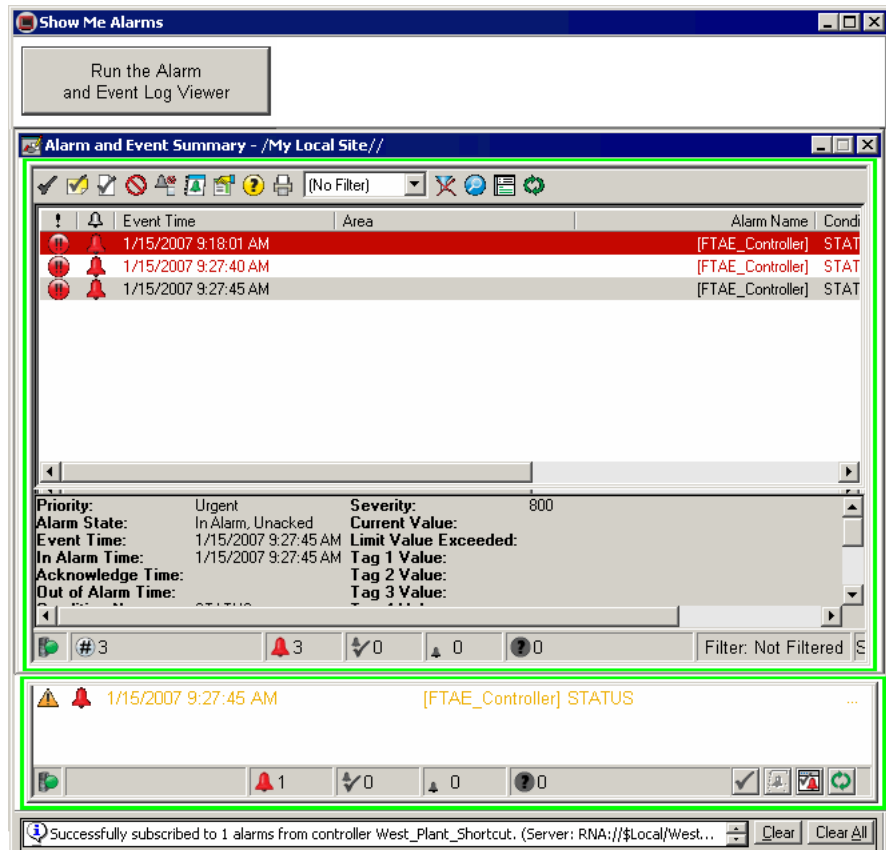 Show Me Alarms
Run the Alarm
and Event Log Viewer
Alarm and Event Summary - /My Local Site//
(No Filter)
! Event Time Area Alarm Name Condi
1/15/2007 9:18:01 AM [FTAE_Controller] STAT
1/15/2007 9:27:40 AM [FTAE_Controller] STAT
1/15/2007 9:27:45 AM [FTAE_Controller] STAT
Priority: Urgent Severity: 800
Alarm State: In Alarm, Unacked Current Value:
Event Time: 1/15/2007 9:27:45 AM Limit Value Exceeded:
In Alarm Time: 1/15/2007 9:27:45 AM Tag 1 Value:
Acknowledge Time: Tag 2 Value:
Out of Alarm Time: Tag 3 Value:
# 3 3 0 0 ? 0 Filter: Not Filtered S
1/15/2007 9:27:45 AM [FTAE_Controller] STATUS ...
1 0 0 ? 0
Successfully subscribed to 1 alarms from controller West_Plant_Shortcut. (Server: RNA://$Local/West... Clear Clear All